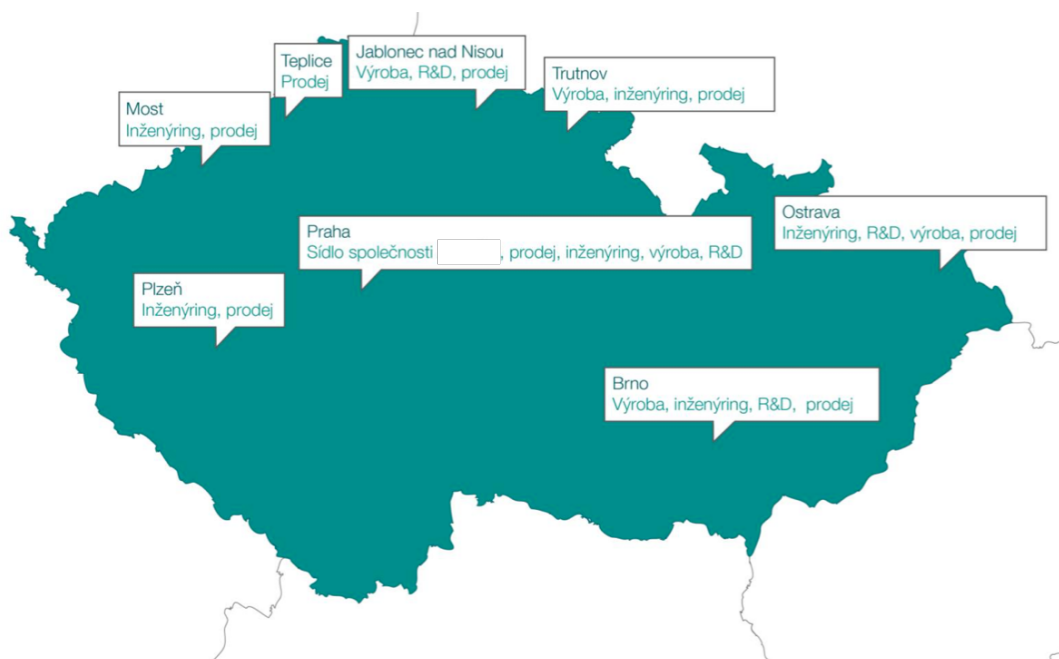 Teplice
Prodej
Jablonec nad Nisou
Výroba, R&D, prodej
Trutnov
Výroba, inženýring, prodej
Most
Inženýring, prodej
Ostrava
Inženýring, R&D, výroba, prodej
Praha
Sídlo společnosti , prodej, inženýring, výroba, R&D
Plzeň
Inženýring, prodej
Brno
Výroba, inženýring, R&D, prodej